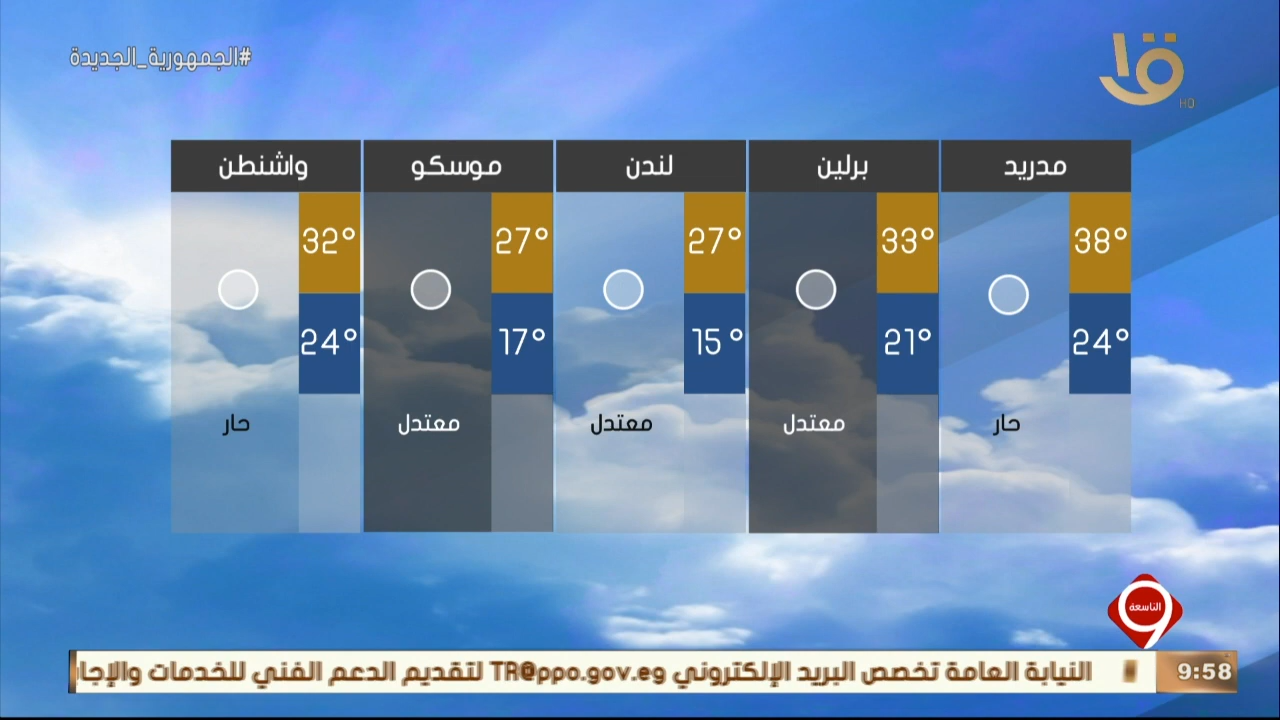 #الجمهورية_الجديدة
HD
مدريد
38°
24°
حار
برلين
33°
21°
معتدل
لندن
27°
15°
معتدل
موسكو
27°
17°
معتدل
واشنطن
32°
24°
حار
التاسعة
9
9:58
النيابة العامة تخصص البريد الإلكتروني TR@ppo.gov.eg لتقديم الدعم الفني للخدمات